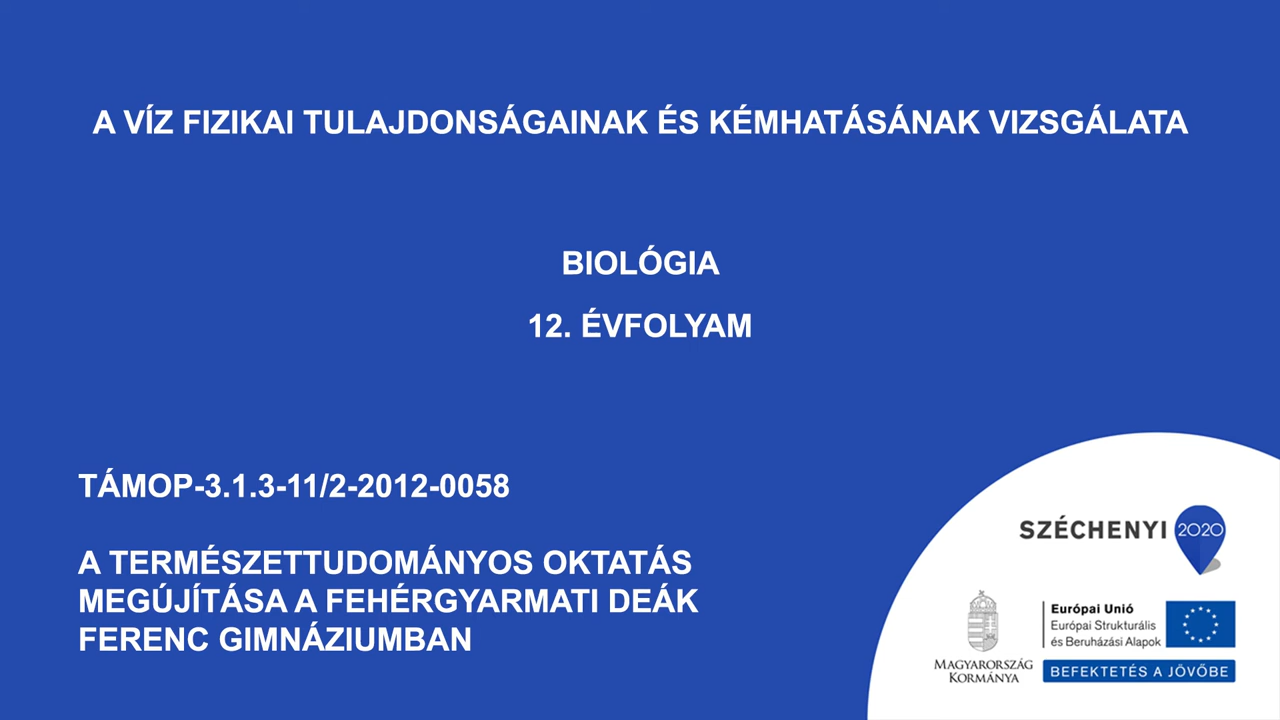 A VÍZ FIZIKAI TULAJDONSÁGAINAK ÉS KÉMHATÁSÁNAK VIZSGÁLATA
BIOLÓGIA
12. ÉVFOLYAM
TÁMOP-3.1.3-11/2-2012-0058
A TERMÉSZETTUDOMÁNYOS OKTATÁS
MEGÚJÍTÁSA A FEHÉRGYARMATI DEÁK
FERENC GIMNÁZIUMBAN
SZÉCHENYI 2020
Európai Unió
Európai Strukturális
és Beruházási Alapok
MAGYARORSZÁG
KORMÁNYA
BEFEKTETÉS A JÖVŐBE